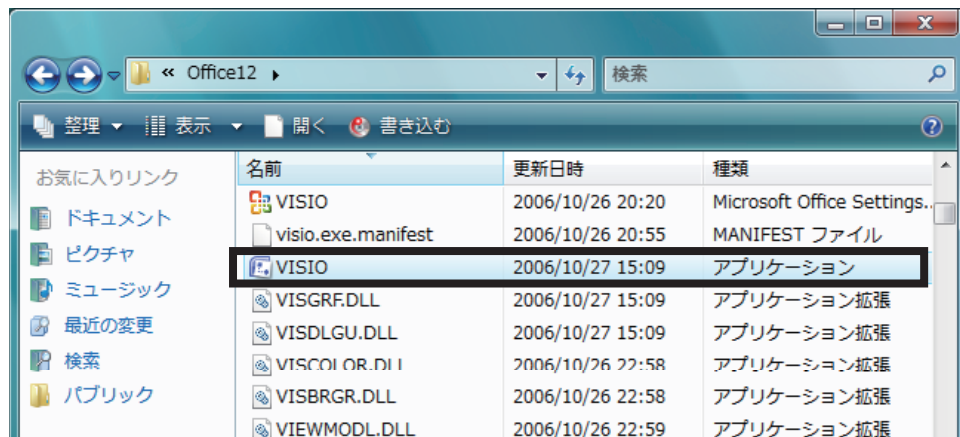 « Office12
検索
整理 表示 開く 書き込む
お気に入りリンク
ドキュメント
ピクチャ
ミュージック
最近の変更
検索
パブリック
名前 更新日時 種類
VISIO 2006/10/26 20:20 Microsoft Office Settings..
visio.exe.manifest 2006/10/26 20:55 MANIFEST ファイル
VISIO 2006/10/27 15:09 アプリケーション
VISGRF.DLL 2006/10/27 15:09 アプリケーション拡張
VISDLGU.DLL 2006/10/27 15:09 アプリケーション拡張
VISCOLOR.DLL 2006/10/26 22:58 アプリケーション拡張
VISBRGR.DLL 2006/10/26 22:58 アプリケーション拡張
VIEWMODL.DLL 2006/10/26 22:59 アプリケーション拡張